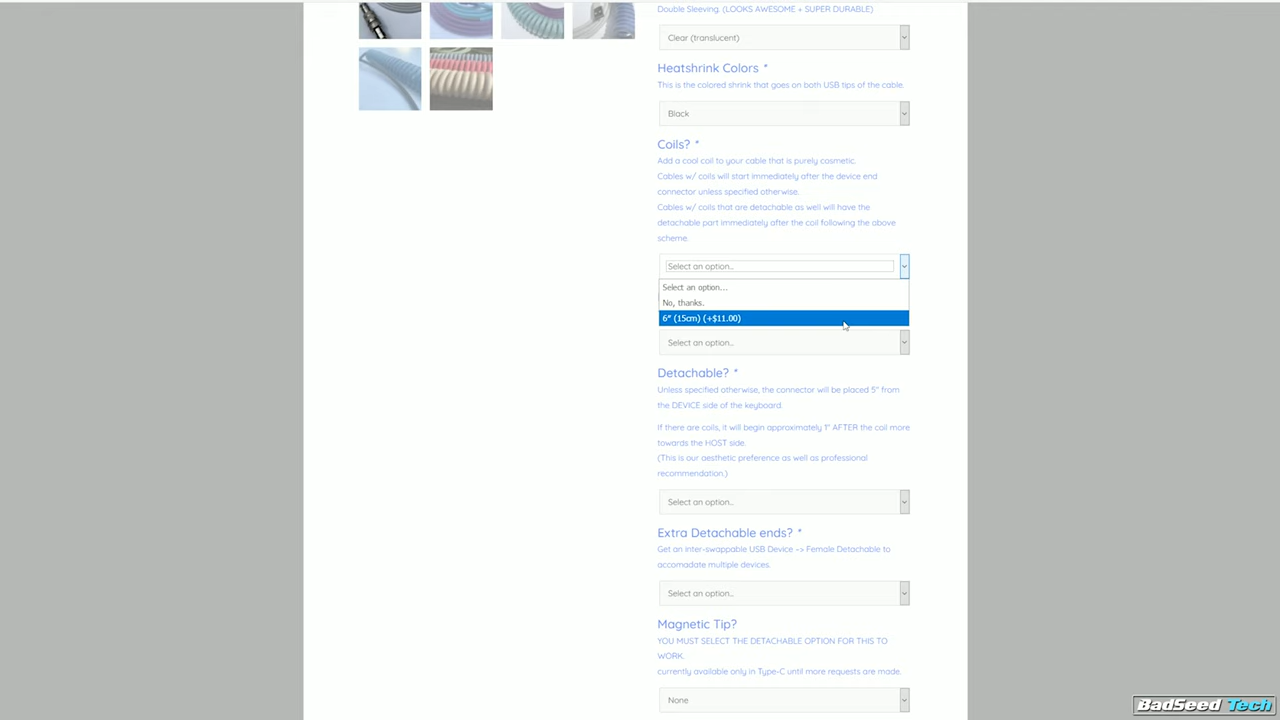 Double Sleeving. (LOOKS AWESOME + SUPER DURABLE)
Clear (translucent)
Heatshrink Colors *
This is the colored shrink that goes on both USB tips of the cable.
Black
Coils? *
Add a cool coil to your cable that is purely cosmetic.
Cables w/ coils will start immediately after the device end
connector unless specified otherwise.
Cables w/ coils that are detachable as well will have the
detachable part immediately after the coil following the above
scheme.
Select an option...
Select an option...
No, thanks.
6" (15cm) (+$11.00)
Select an option...
Detachable? *
Unless specified otherwise, the connector will be placed 5" from
the DEVICE side of the keyboard.
If there are coils, it will begin approximately 1" AFTER the coil more
towards the HOST side.
(This is our aesthetic preference as well as professional
recommendation.)
Select an option...
Extra Detachable ends? *
Get an inter-swappable USB Device -> Female Detachable to
accomadate multiple devices.
Select an option...
Magnetic Tip?
YOU MUST SELECT THE DETACHABLE OPTION FOR THIS TO
WORK.
currently available only in Type-C until more requests are made.
None
BadSeed Tech